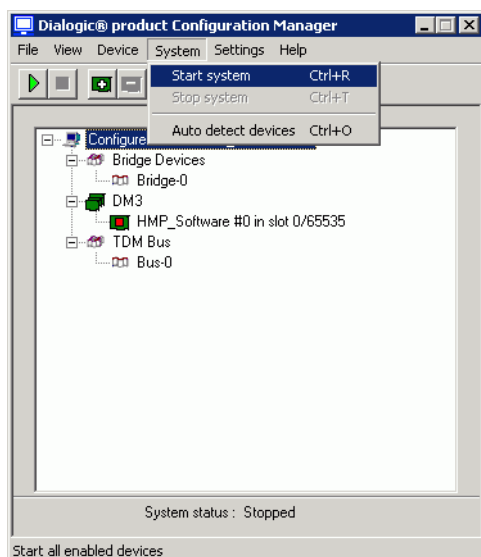 Dialogic® product Configuration Manager
File View Device System Settings Help
Start system Ctrl+R
Stop system Ctrl+T
Auto detect devices Ctrl+O
Configure
Bridge Devices
Bridge-0
DM3
HMP_Software #0 in slot 0/65535
TDM Bus
Bus-0
System status : Stopped
Start all enabled devices